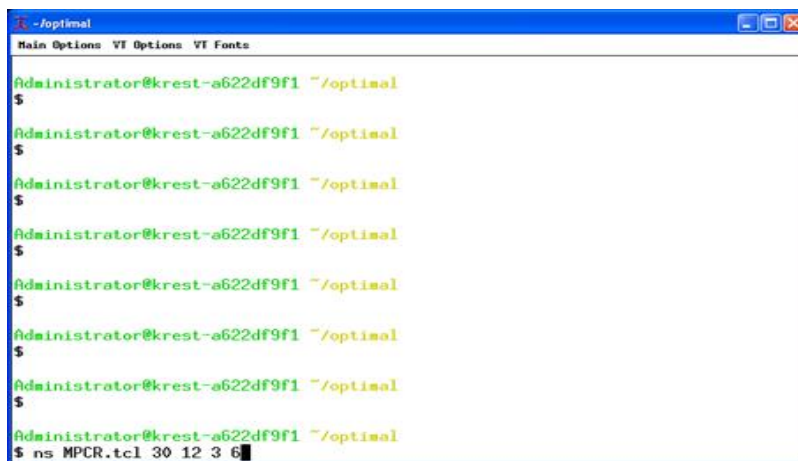 ~/optimal
Main Options VT Options VT Fonts
Administrator@krest-a622df9f1 ~/optimal
$
Administrator@krest-a622df9f1 ~/optimal
$
Administrator@krest-a622df9f1 ~/optimal
$
Administrator@krest-a622df9f1 ~/optimal
$
Administrator@krest-a622df9f1 ~/optimal
$
Administrator@krest-a622df9f1 ~/optimal
$
Administrator@krest-a622df9f1 ~/optimal
$
Administrator@krest-a622df9f1 ~/optimal
$ ns MPCR.tcl 30 12 3 6